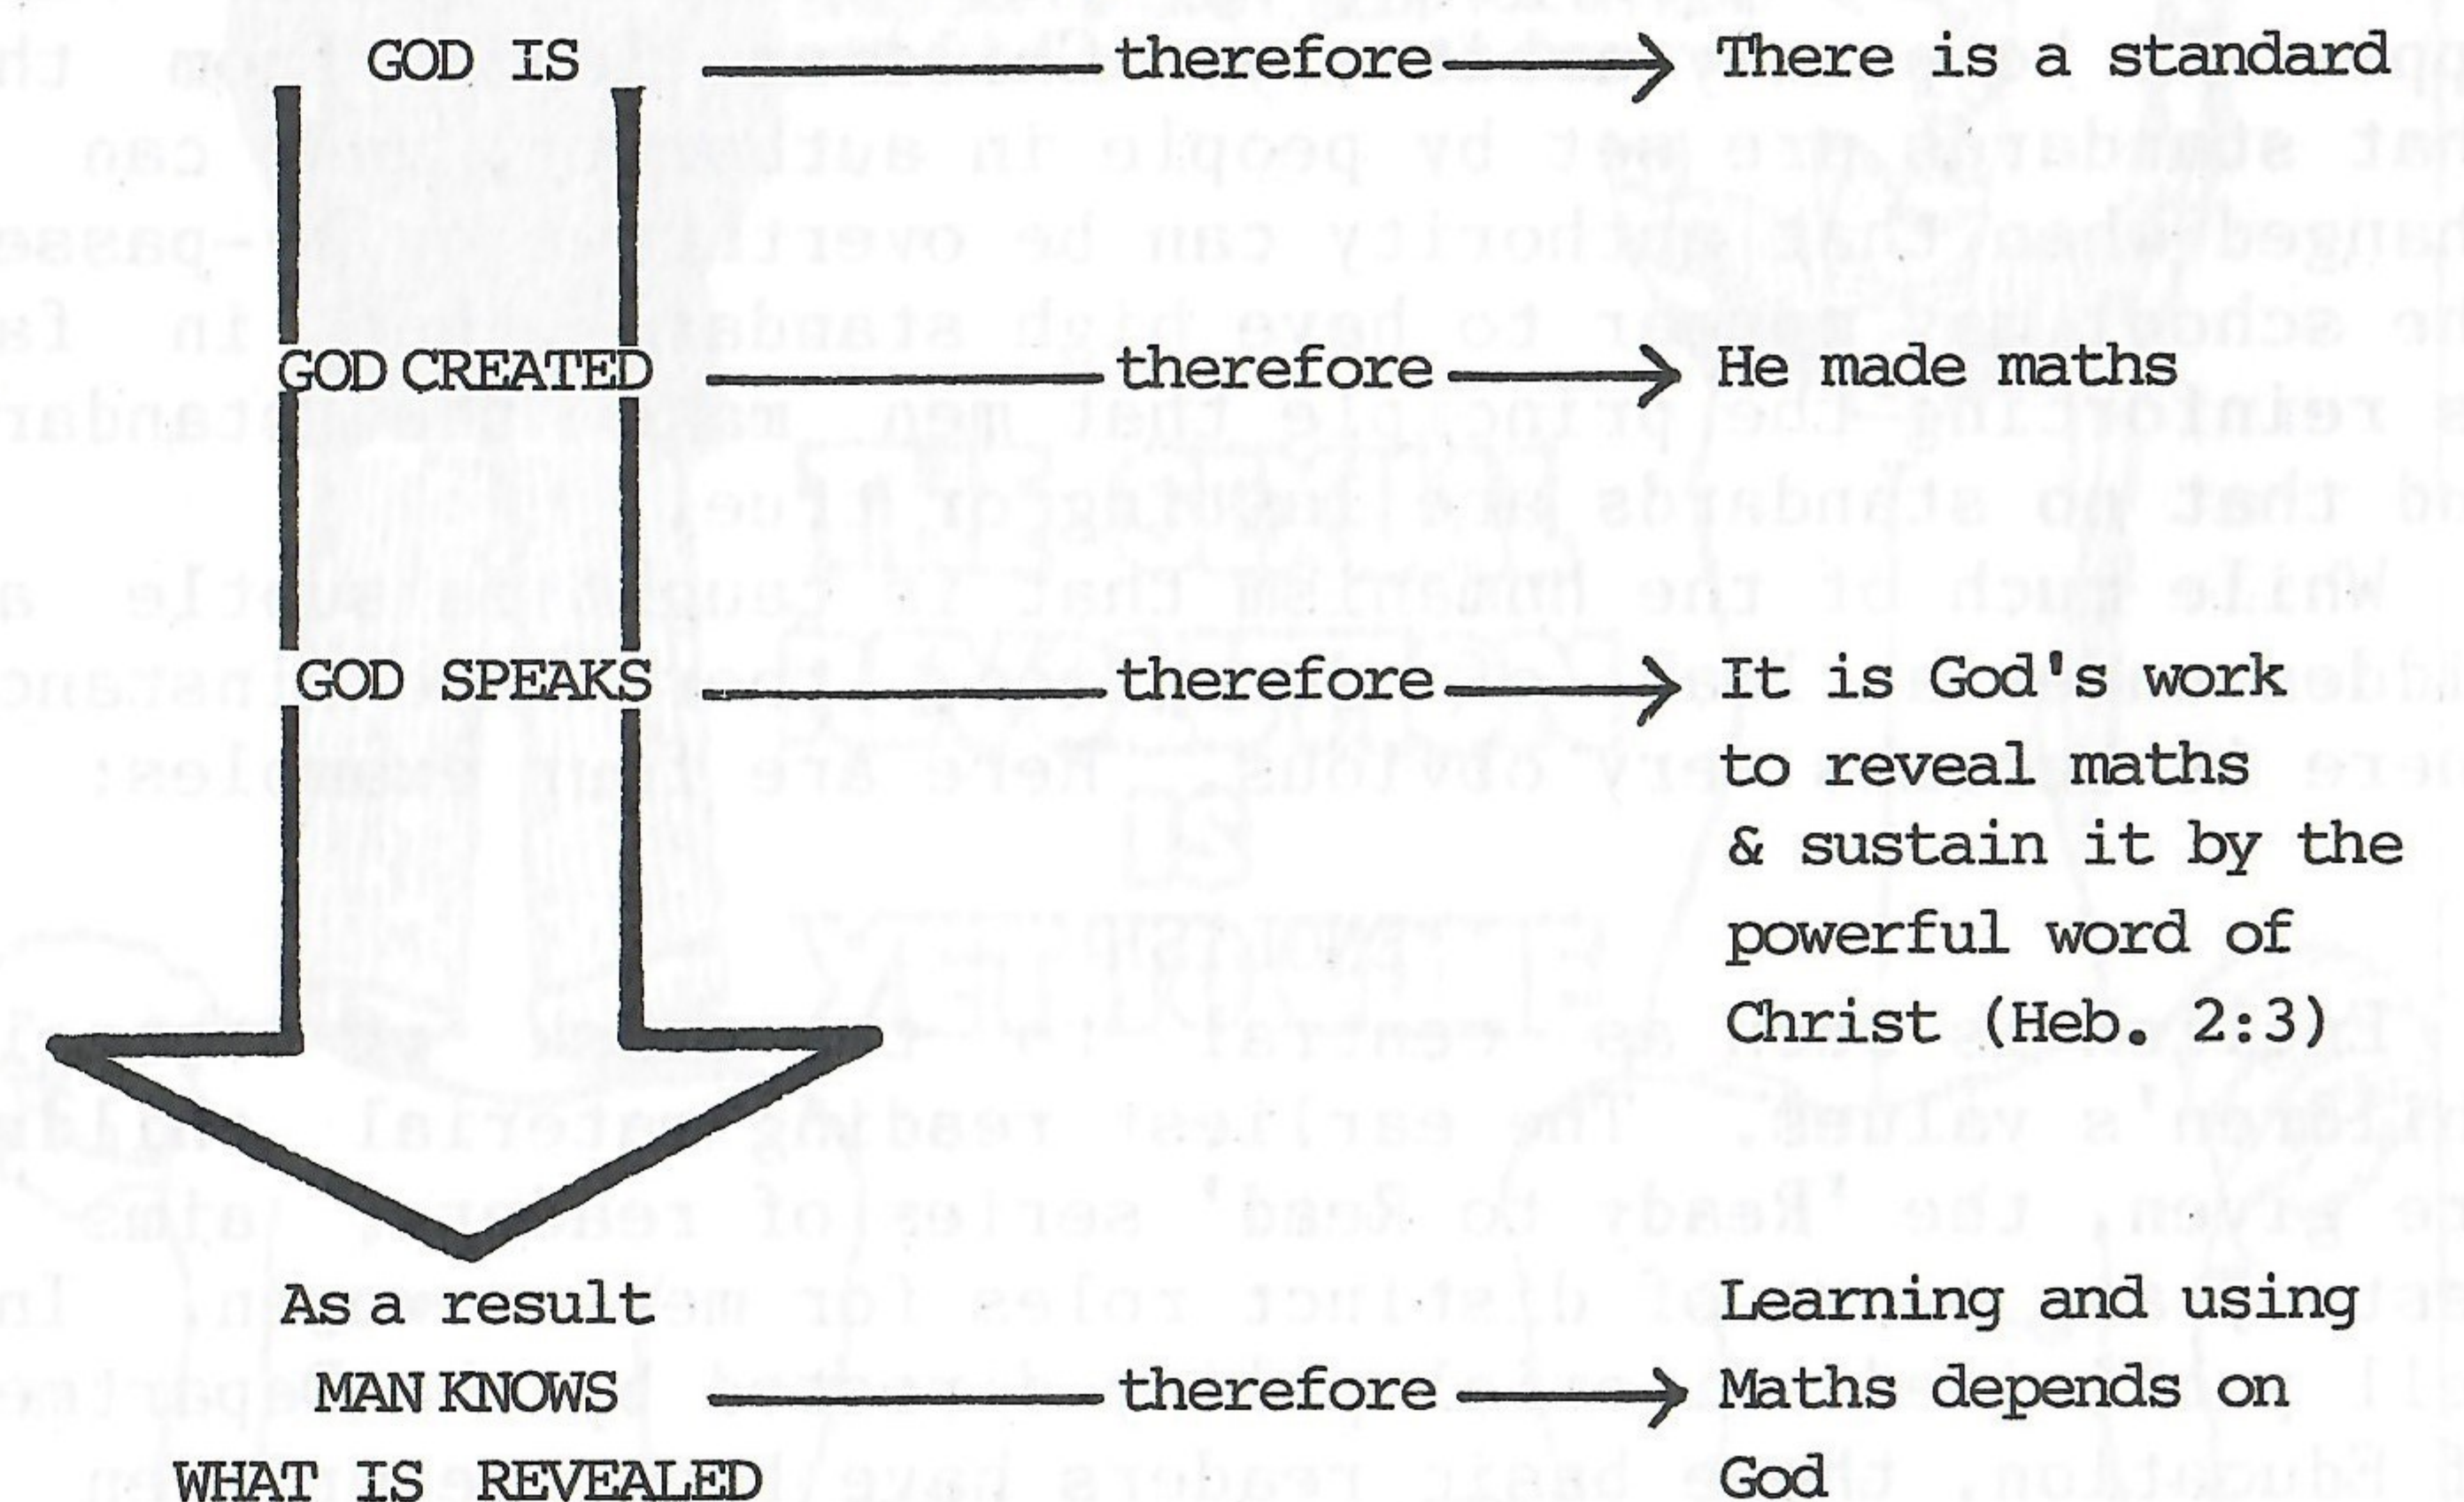 GOD IS therefore There is a standard
GOD CREATED therefore He made maths
GOD SPEAKS therefore It is God's work
to reveal maths
& sustain it by the
powerful word of
Christ (Heb. 2:3)
As a result
MAN KNOWS
WHAT IS REVEALED
therefore
Learning and using
Maths depends on
God